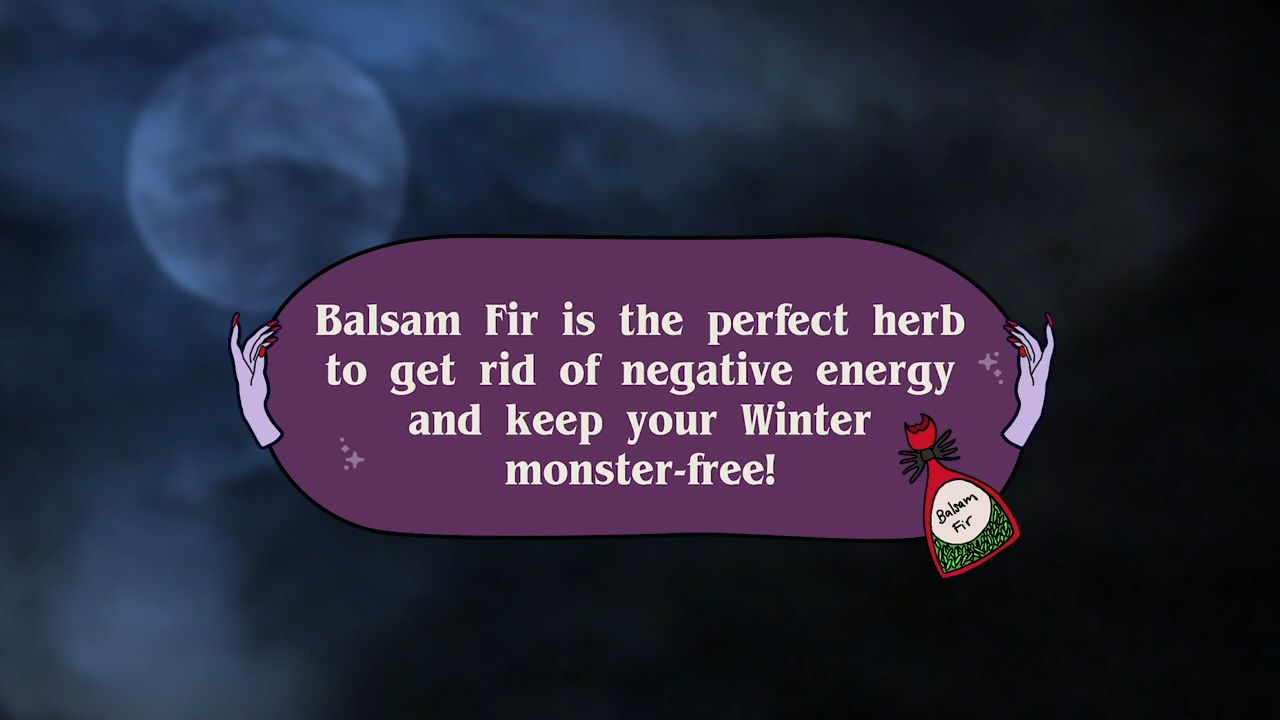 Balsam Fir is the perfect herb
to get rid of negative energy
and keep your Winter
monster-free!
Balsam
Fir